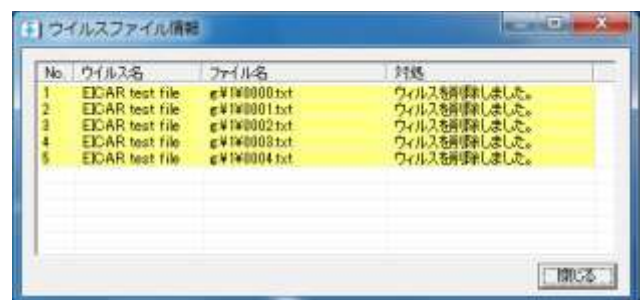 ウイルスファイル情報
No. ウイルス名 ファイル名 対処
1 EICAR test file g:¥1¥0000.txt ウィルスを削除しました。
2 EICAR test file g:¥1¥0001.txt ウィルスを削除しました。
3 EICAR test file g:¥1¥0002.txt ウィルスを削除しました。
4 EICAR test file g:¥1¥0003.txt ウィルスを削除しました。
5 EICAR test file g:¥1¥0004.txt ウィルスを削除しました。
閉じる